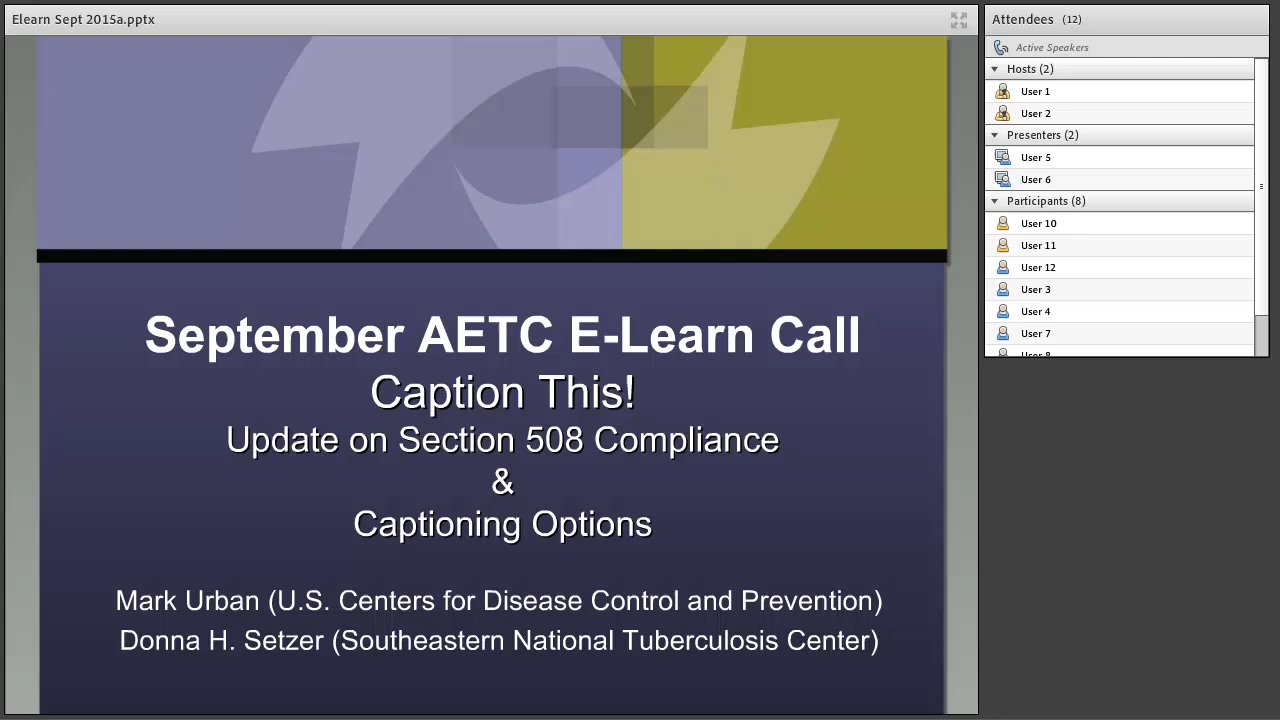 Elearn Sept 2015a.pptx
September AETC E-Learn Call
Caption This!
Update on Section 508 Compliance
&
Captioning Options
Mark Urban (U.S. Centers for Disease Control and Prevention)
Donna H. Setzer (Southeastern National Tuberculosis Center)
Attendees (12)
Active Speakers
Hosts (2)
User 1
User 2
Presenters (2)
User 5
User 6
Participants (8)
User 10
User 11
User 12
User 3
User 4
User 7